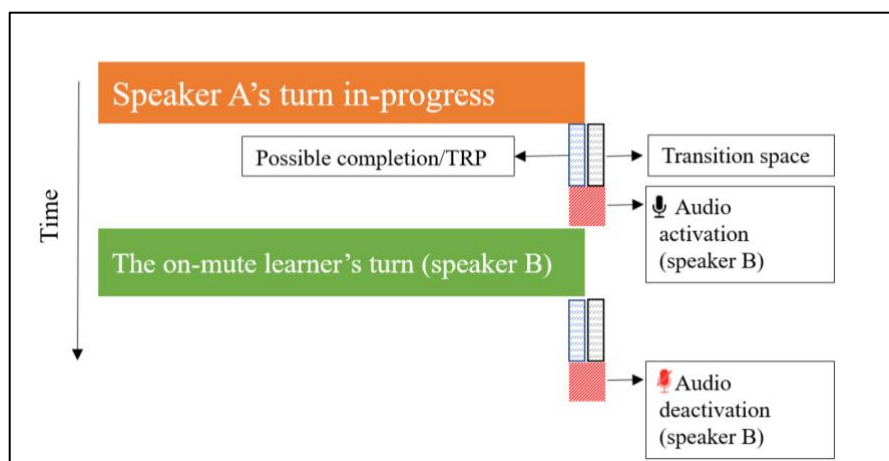 Speaker A's turn in-progress
Possible completion/TRP
Transition space
Time
Audio
activation
(speaker B)
The on-mute learner's turn (speaker B)
Audio
deactivation
(speaker B)